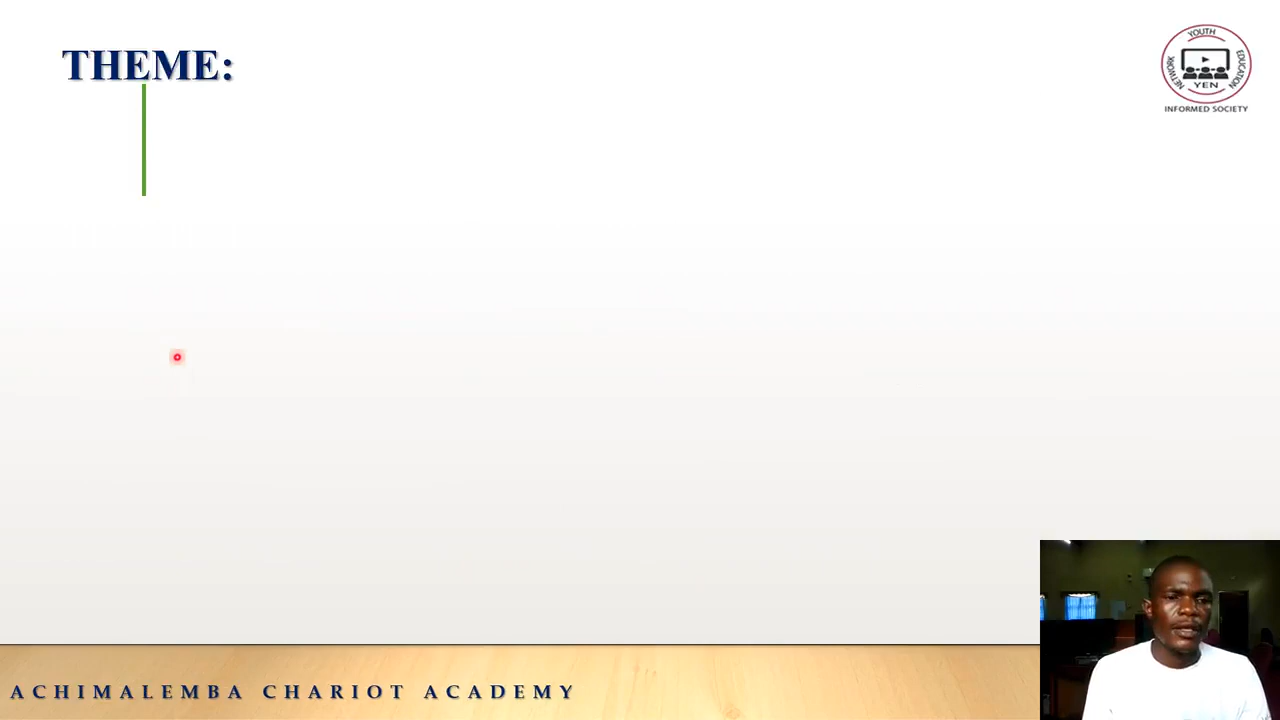 THEME:
YOUTH
EDUCATION
NETWORK
YEN
INFORMED SOCIETY
ACHIMALEMBA CHARIOT ACADEMY